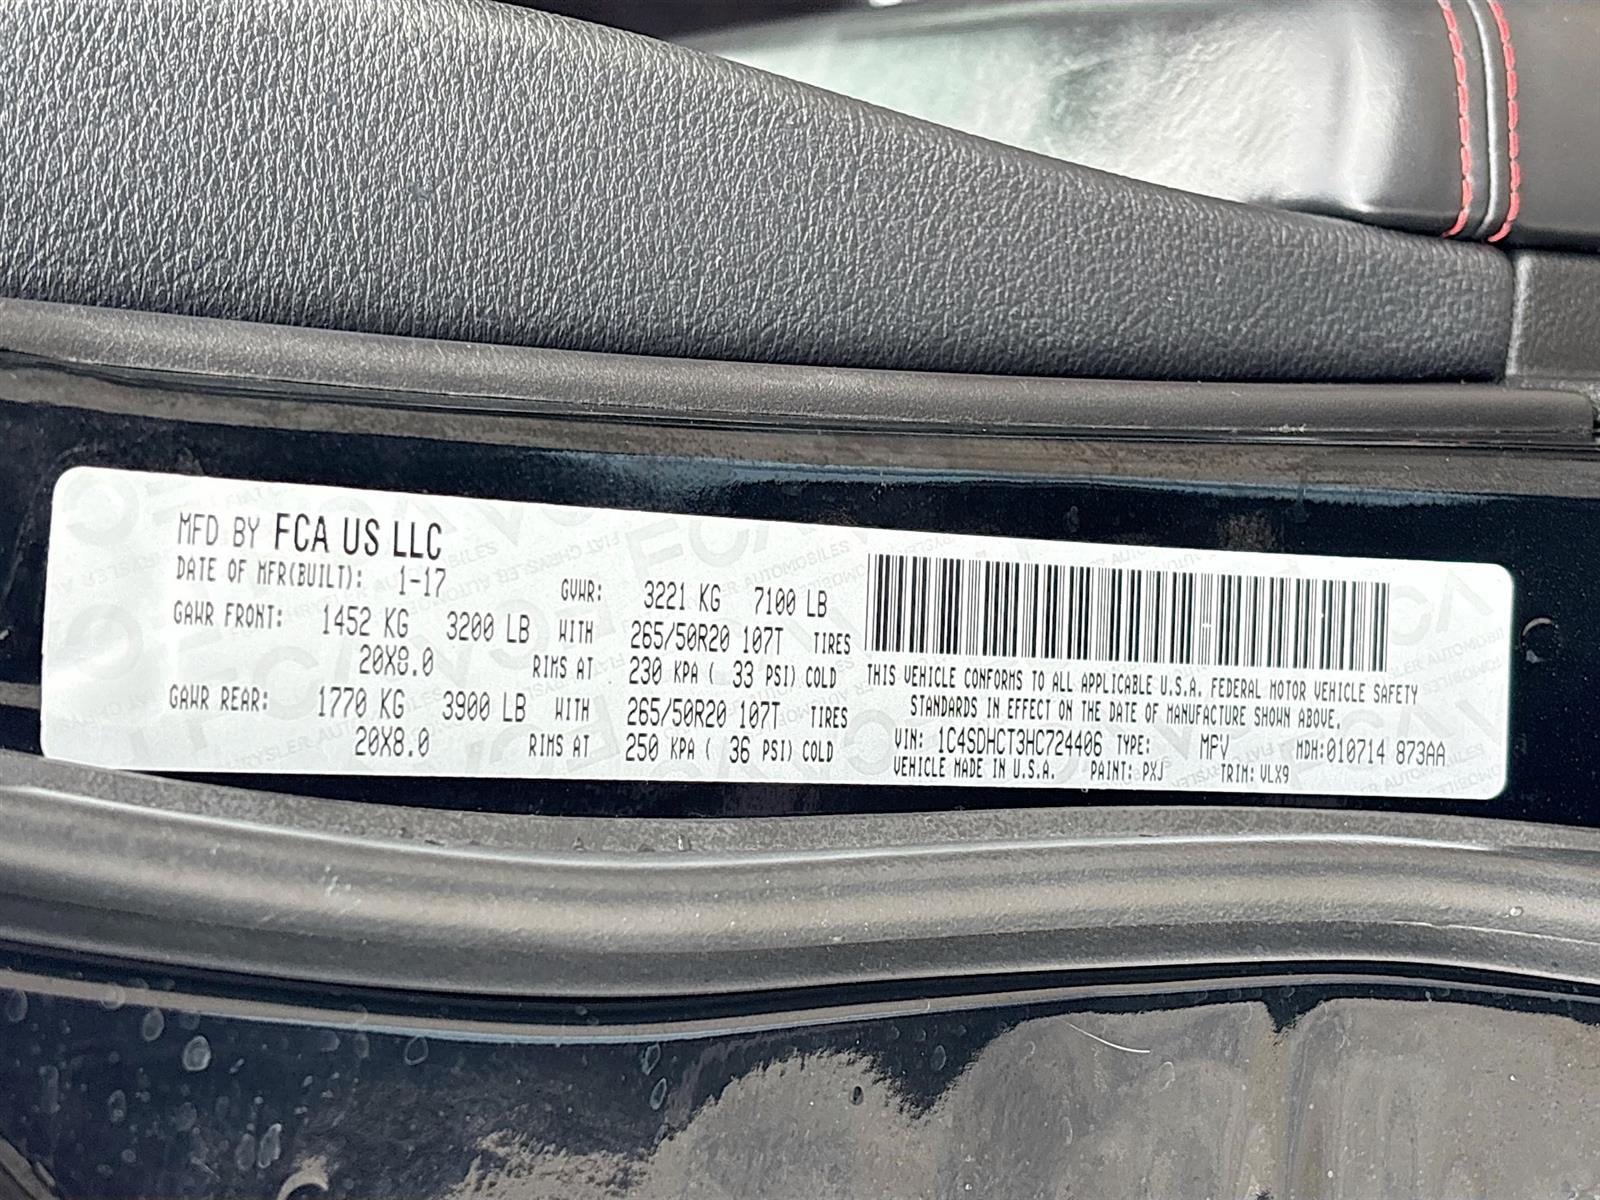 MFD BY FCA US LLC
DATE OF MFR(BUILT): 1-17 GVWR: 3221 KG 7100 LB
GAWR FRONT: 1452 KG 3200 LB WITH 265/50R20 107T TIRES
20X8.0 RIMS AT 230 KPA ( 33 PSI) COLD
GAWR REAR: 1770 KG 3900 LB WITH 265/50R20 107T TIRES
20X8.0 RIMS AT 250 KPA ( 36 PSI) COLD
THIS VEHICLE CONFORMS TO ALL APPLICABLE U.S.A. FEDERAL MOTOR VEHICLE SAFETY
STANDARDS IN EFFECT ON THE DATE OF MANUFACTURE SHOWN ABOVE.
VIN: 1C4SDHCT3HC724406 TYPE: MPV MDH:010714 873AA
VEHICLE MADE IN U.S.A. PAINT: PXJ TRIM: VLX9